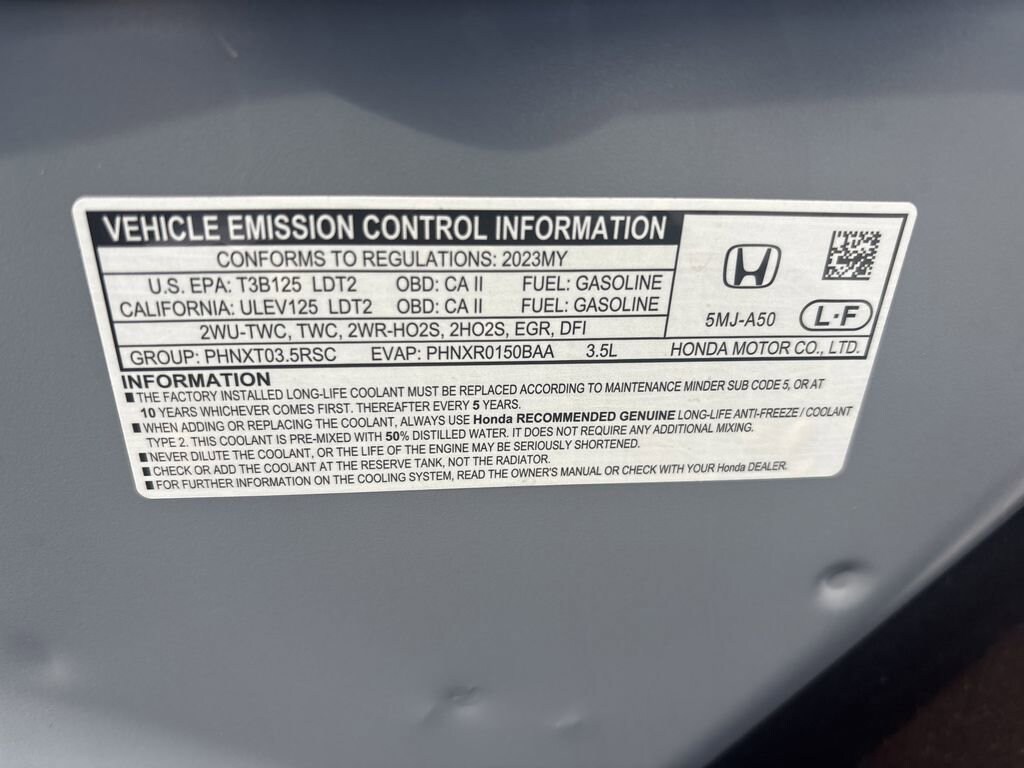 VEHICLE EMISSION CONTROL INFORMATION
CONFORMS TO REGULATIONS: 2023MY
U.S. EPA: T3B125 LDT2 OBD: CA II FUEL: GASOLINE
CALIFORNIA: ULEV125 LDT2 OBD: CA II FUEL: GASOLINE
2WU-TWC, TWC, 2WR-HO2S, 2HO2S, EGR, DFI
5MJ-A50 L·F
GROUP: PHNXT03.5RSC EVAP: PHNXR0150BAA 3.5L HONDA MOTOR CO., LTD.
INFORMATION
■ THE FACTORY INSTALLED LONG-LIFE COOLANT MUST BE REPLACED ACCORDING TO MAINTENANCE MINDER SUB CODE 5, OR AT
10 YEARS WHICHEVER COMES FIRST. THEREAFTER EVERY 5 YEARS.
■ WHEN ADDING OR REPLACING THE COOLANT, ALWAYS USE Honda RECOMMENDED GENUINE LONG-LIFE ANTI-FREEZE / COOLANT
TYPE 2. THIS COOLANT IS PRE-MIXED WITH 50% DISTILLED WATER. IT DOES NOT REQUIRE ANY ADDITIONAL MIXING.
■ NEVER DILUTE THE COOLANT, OR THE LIFE OF THE ENGINE MAY BE SERIOUSLY SHORTENED.
■ CHECK OR ADD THE COOLANT AT THE RESERVE TANK, NOT THE RADIATOR.
■ FOR FURTHER INFORMATION ON THE COOLING SYSTEM, READ THE OWNER'S MANUAL OR CHECK WITH YOUR Honda DEALER.